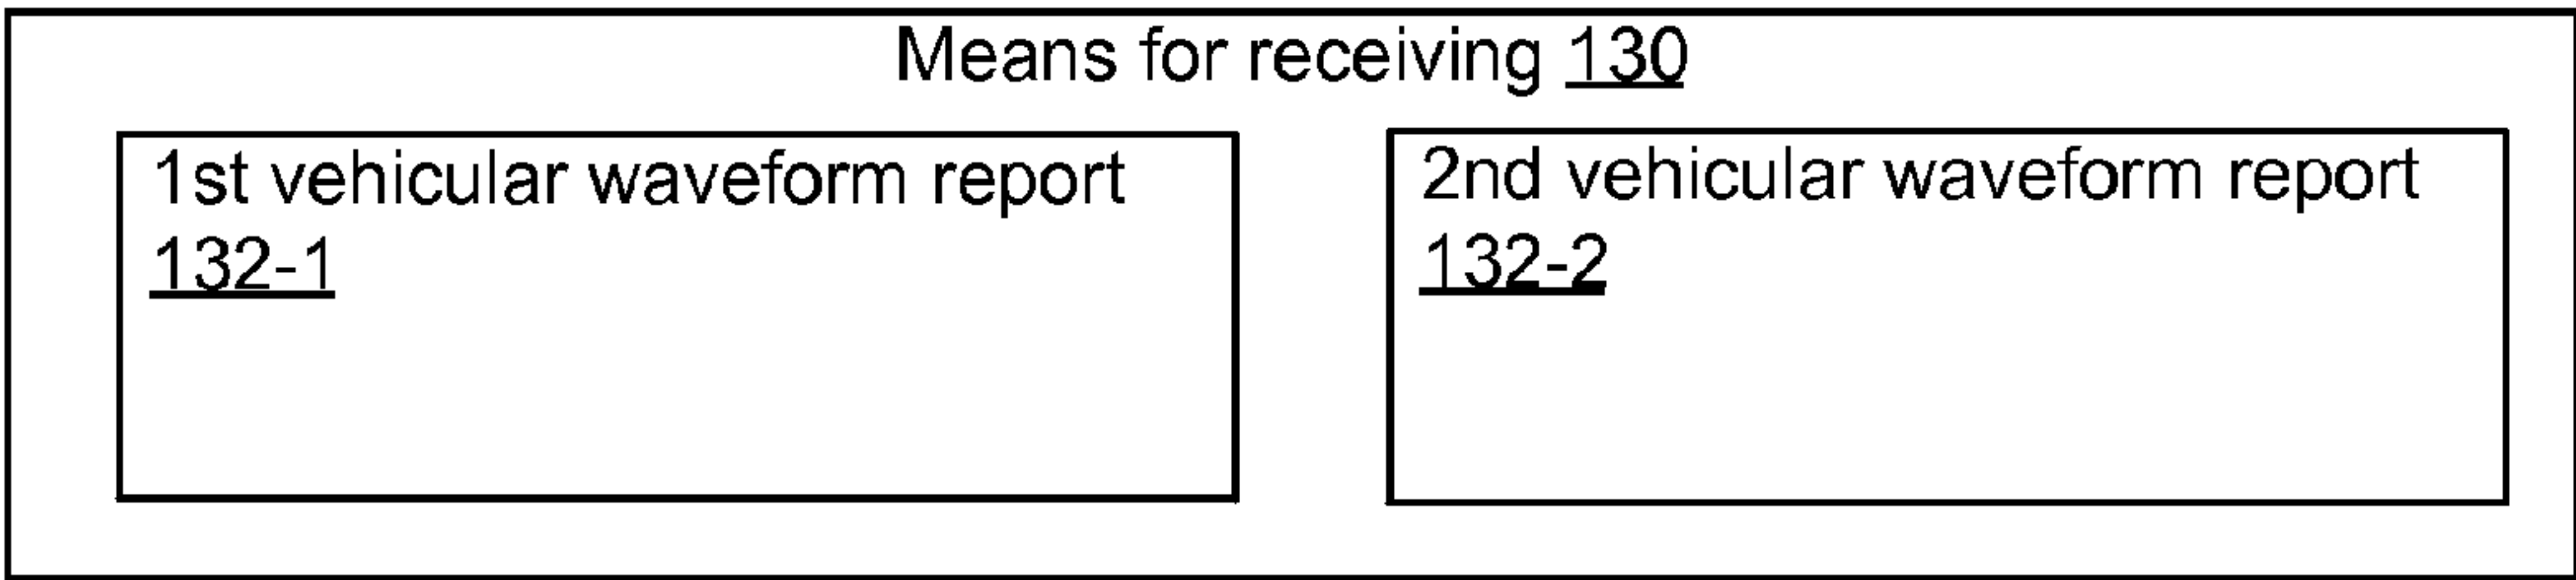 Means for receiving 130
1st vehicular waveform report
132-1
2nd vehicular waveform report
132-2